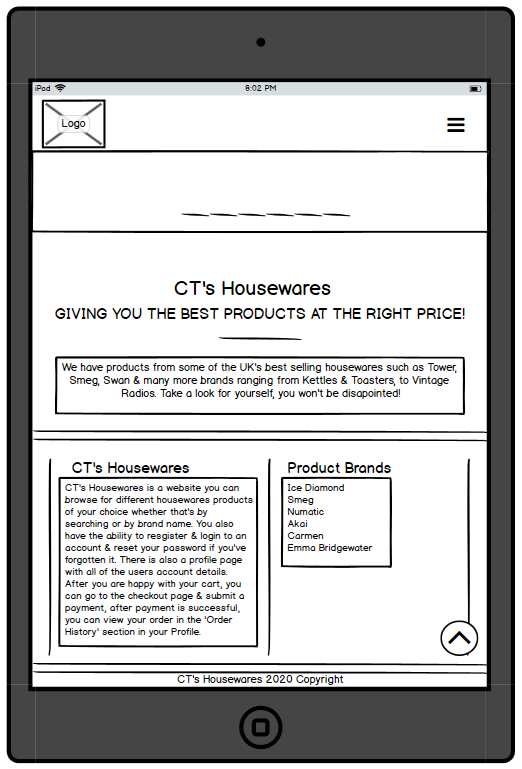 iPad 8:02 PM
Logo
CT's Housewares
GIVING YOU THE BEST PRODUCTS AT THE RIGHT PRICE!
We have products from some of the UK's best selling housewares such as Tower,
Smeg, Swan & many more brands ranging from Kettles & Toasters, to Vintage
Radios. Take a look for yourself, you won't be disapointed!
CT's Housewares
CT's Housewares is a website you can
browse for different housewares products
of your choice whether that's by
searching or by brand name. You also
have the ability to resgister & login to an
account & reset your password if you've
forgotten it. There is also a profile page
with all of the users account details.
After you are happy with your cart, you
can go to the checkout page & submit a
payment, after payment is successful,
you can view your order in the 'Order
History' section in your Profile.
Product Brands
Ice Diamond
Smeg
Numatic
Akai
Carmen
Emma Bridgewater
CT's Housewares 2020 Copyright